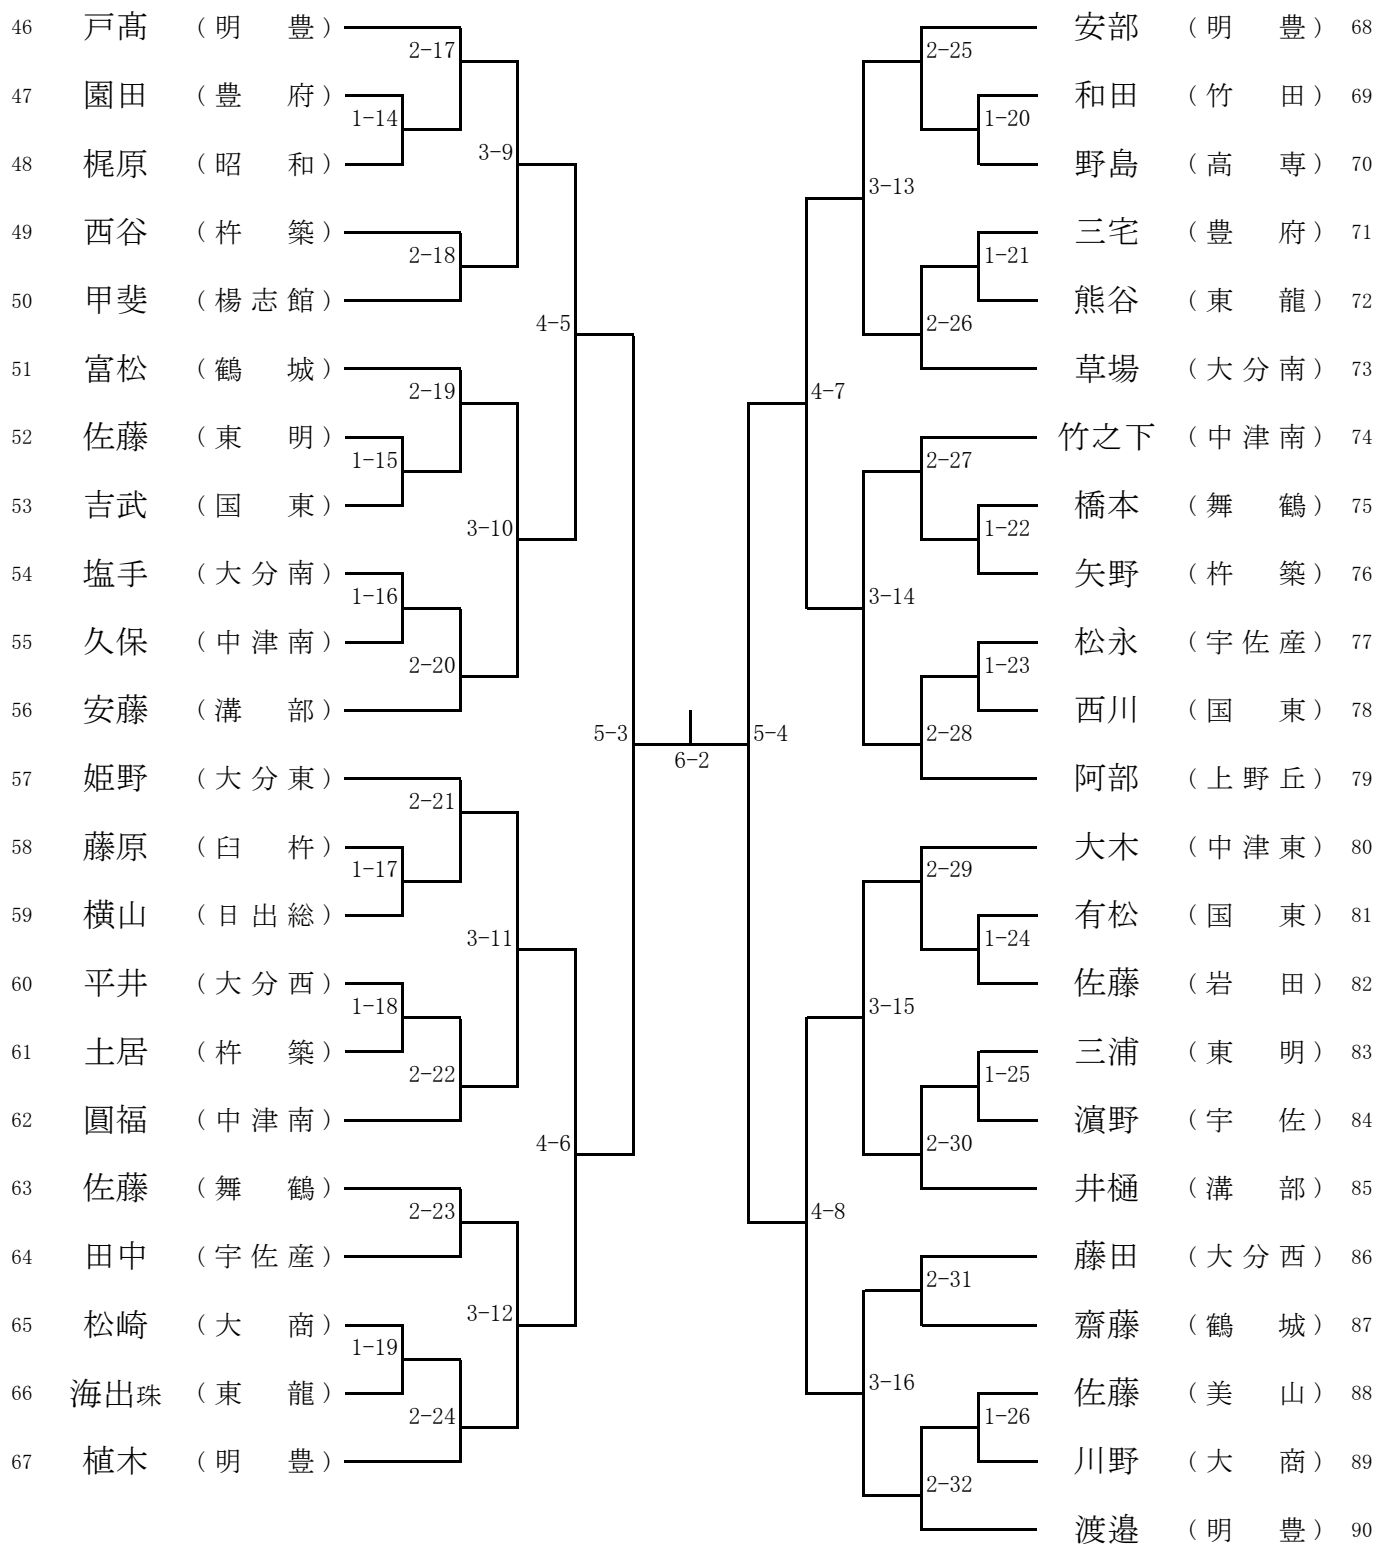 46 戸髙 （明 豊）
47 園田 （豊 府）
48 梶原 （昭 和）
49 西谷 （杵 築）
50 甲斐 （楊志館）
51 富松 （鶴 城）
52 佐藤 （東 明）
53 吉武 （国 東）
54 塩手 （大分南）
55 久保 （中津南）
56 安藤 （溝 部）
57 姫野 （大分東）
58 藤原 （臼 杵）
59 横山 （日出総）
60 平井 （大分西）
61 土居 （杵 築）
62 圓福 （中津南）
63 佐藤 （舞 鶴）
64 田中 （宇佐産）
65 松崎 （大 商）
66 海出珠 （東 龍）
67 植木 （明 豊）
1-14
1-15
1-16
1-17
1-18
1-19
2-17
2-18
2-19
2-20
2-21
2-22
2-23
2-24
3-9
3-10
3-11
3-12
4-5
4-6
5-3
6-2
5-4
4-7
4-8
3-13
3-14
3-15
3-16
2-25
2-26
2-27
2-28
2-29
2-30
2-31
2-32
1-20
1-21
1-22
1-23
1-24
1-25
1-26
安部 （明 豊） 68
和田 （竹 田） 69
野島 （高 専） 70
三宅 （豊 府） 71
熊谷 （東 龍） 72
草場 （大分南） 73
竹之下 （中津南） 74
橋本 （舞 鶴） 75
矢野 （杵 築） 76
松永 （宇佐産） 77
西川 （国 東） 78
阿部 （上野丘） 79
大木 （中津東） 80
有松 （国 東） 81
佐藤 （岩 田） 82
三浦 （東 明） 83
濵野 （宇 佐） 84
井樋 （溝 部） 85
藤田 （大分西） 86
齋藤 （鶴 城） 87
佐藤 （美 山） 88
川野 （大 商） 89
渡邉 （明 豊） 90